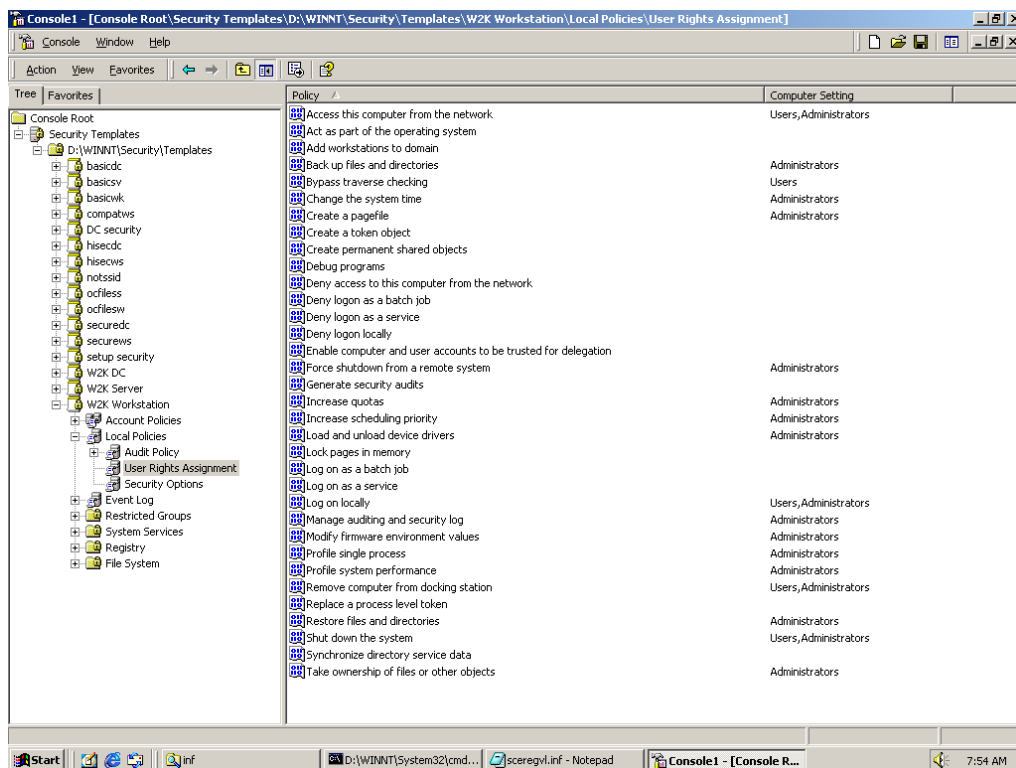 Console1 - [Console Root\Security Templates\D:\WINNT\Security\Templates\W2K Workstation\Local Policies\User Rights Assignment]
Console Window Help
Action View Favorites
Tree Favorites
Console Root
Security Templates
D:\WINNT\Security\Templates
basicdc
basicsv
basicwk
compatws
DC security
hisecdc
hisecws
notssid
ocfiless
ocfilesw
securedc
securews
setup security
W2K DC
W2K Server
W2K Workstation
Account Policies
Local Policies
Audit Policy
User Rights Assignment
Security Options
Event Log
Restricted Groups
System Services
Registry
File System
Policy Computer Setting
Access this computer from the network Users,Administrators
Act as part of the operating system
Add workstations to domain
Back up files and directories Administrators
Bypass traverse checking Users
Change the system time Administrators
Create a pagefile Administrators
Create a token object
Create permanent shared objects
Debug programs
Deny access to this computer from the network
Deny logon as a batch job
Deny logon as a service
Deny logon locally
Enable computer and user accounts to be trusted for delegation
Force shutdown from a remote system Administrators
Generate security audits
Increase quotas Administrators
Increase scheduling priority Administrators
Load and unload device drivers Administrators
Lock pages in memory
Log on as a batch job
Log on as a service
Log on locally Users,Administrators
Manage auditing and security log Administrators
Modify firmware environment values Administrators
Profile single process Administrators
Profile system performance Administrators
Remove computer from docking station Users,Administrators
Replace a process level token
Restore files and directories Administrators
Shut down the system Users,Administrators
Synchronize directory service data
Take ownership of files or other objects Administrators
Start inf D:\WINNT\System32\cmd... sceregvl.inf - Notepad Console1 - [Console R... 7:54 AM